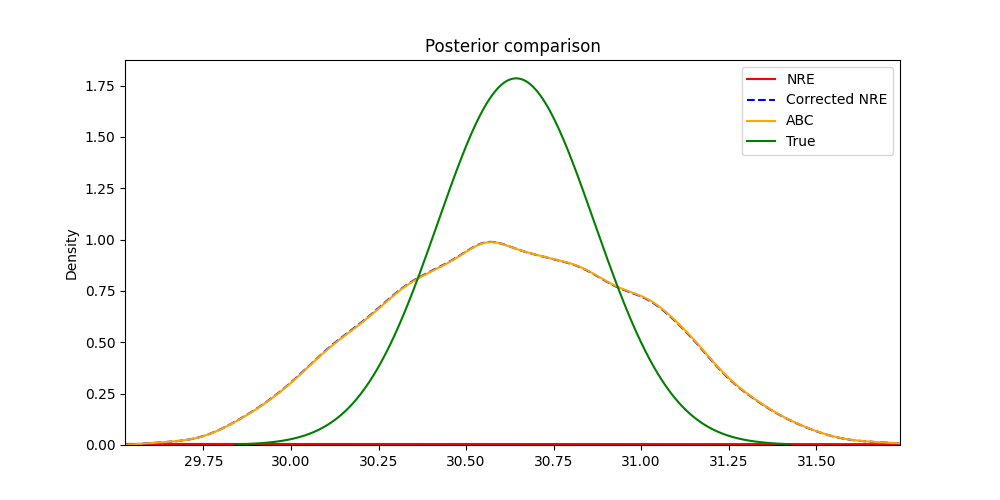 Posterior comparison
NRE
Corrected NRE
ABC
True
Density
1.75
1.50
1.25
1.00
0.75
0.50
0.25
0.00
29.75 30.00 30.25 30.50 30.75 31.00 31.25 31.50